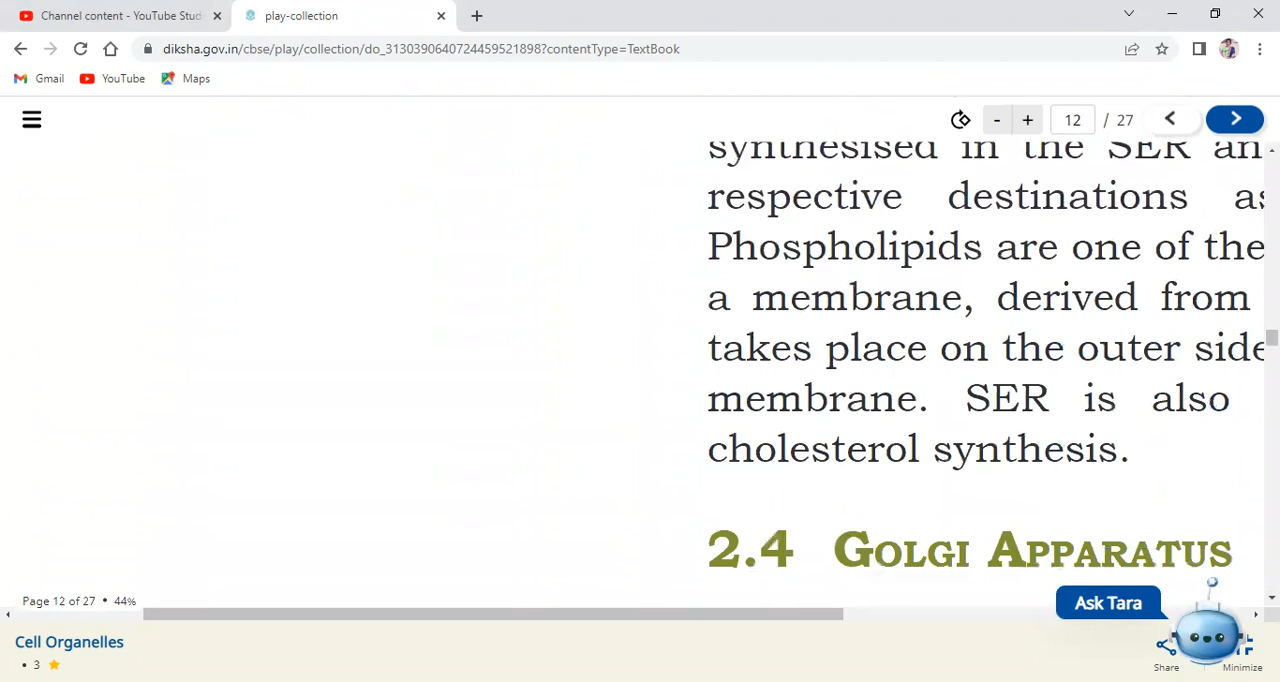 Channel content - YouTube Stud
play-collection
diksha.gov.in/cbse/play/collection/do_31303906407244595211​98?contentType=TextBook
Gmail YouTube Maps
- + 12 / 27
synthesised in the SER an
respective destinations as
Phospholipids are one of the
a membrane, derived from
takes place on the outer side
membrane. SER is also
cholesterol synthesis.
2.4 GOLGI APPARATUS
Page 12 of 27 • 44%
Ask Tara
Cell Organelles
• 3
Share
Minimize